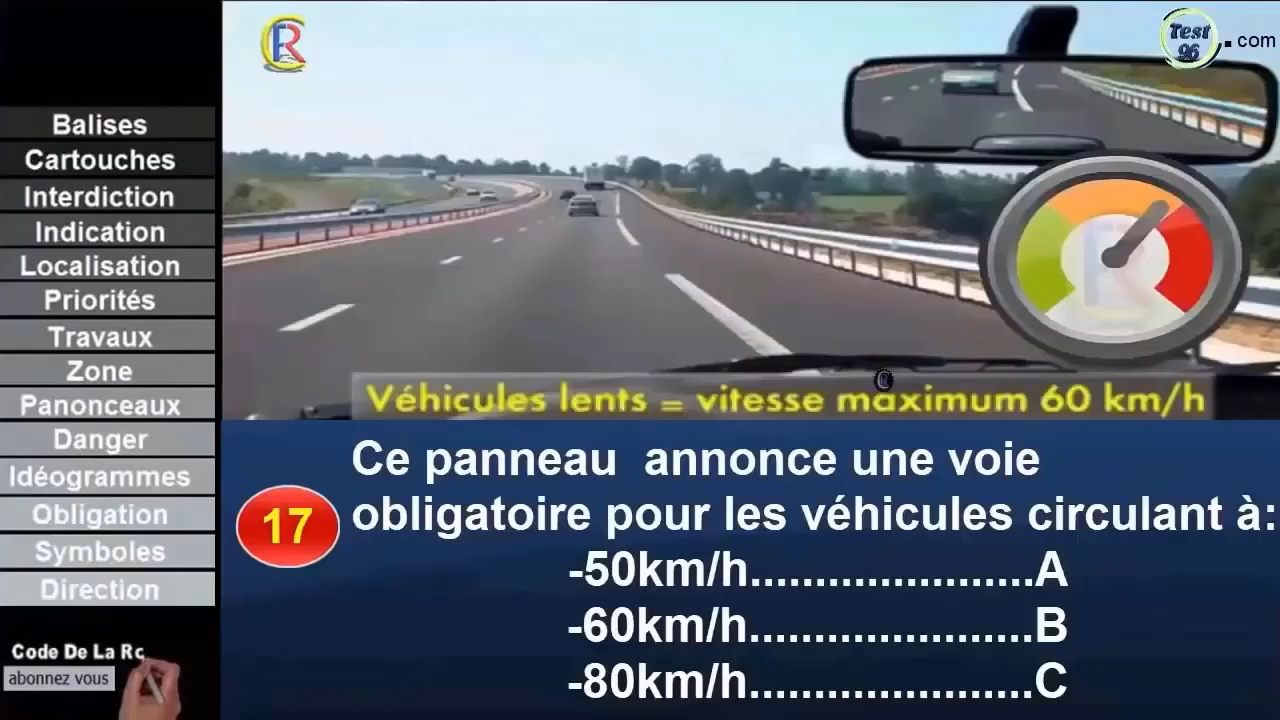 Test
96
.com
CR
Balises
Cartouches
Interdiction
Indication
Localisation
Priorités
Travaux
Zone
Panonceaux
Danger
Idéogrammes
Obligation
Symboles
Direction
Code De La Rc
abonnez vous
Véhicules lents = vitesse maximum 60 km/h
17
Ce panneau annonce une voie
obligatoire pour les véhicules circulant à:
-50km/h......................A
-60km/h......................B
-80km/h......................C